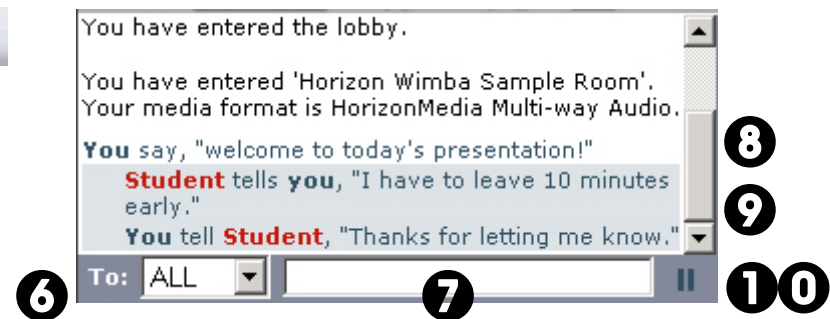 You have entered the lobby.
You have entered 'Horizon Wimba Sample Room'.
Your media format is HorizonMedia Multi-way Audio.
You say, "welcome to today's presentation!"
8
Student tells you, "I have to leave 10 minutes
early."
9
You tell Student, "Thanks for letting me know."
6
To: ALL
7
10